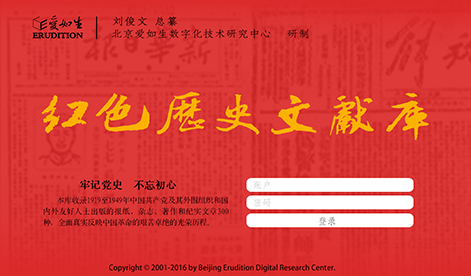 爱如生
ERUDITION
刘俊文 总纂
北京爱如生数字化技术研究中心 研制
红色歷史文獻库
牢记党史 不忘初心
本库收录1919至1949年中国共产党及其外围组织和国
内外友好人士出版的报纸、杂志、著作和纪实文章300
种，全面真实反映中国革命的艰苦卓绝的光荣历程。
账户
密码
登录
Copyright © 2001-2016 by Beijing Erudition Digital Research Center.